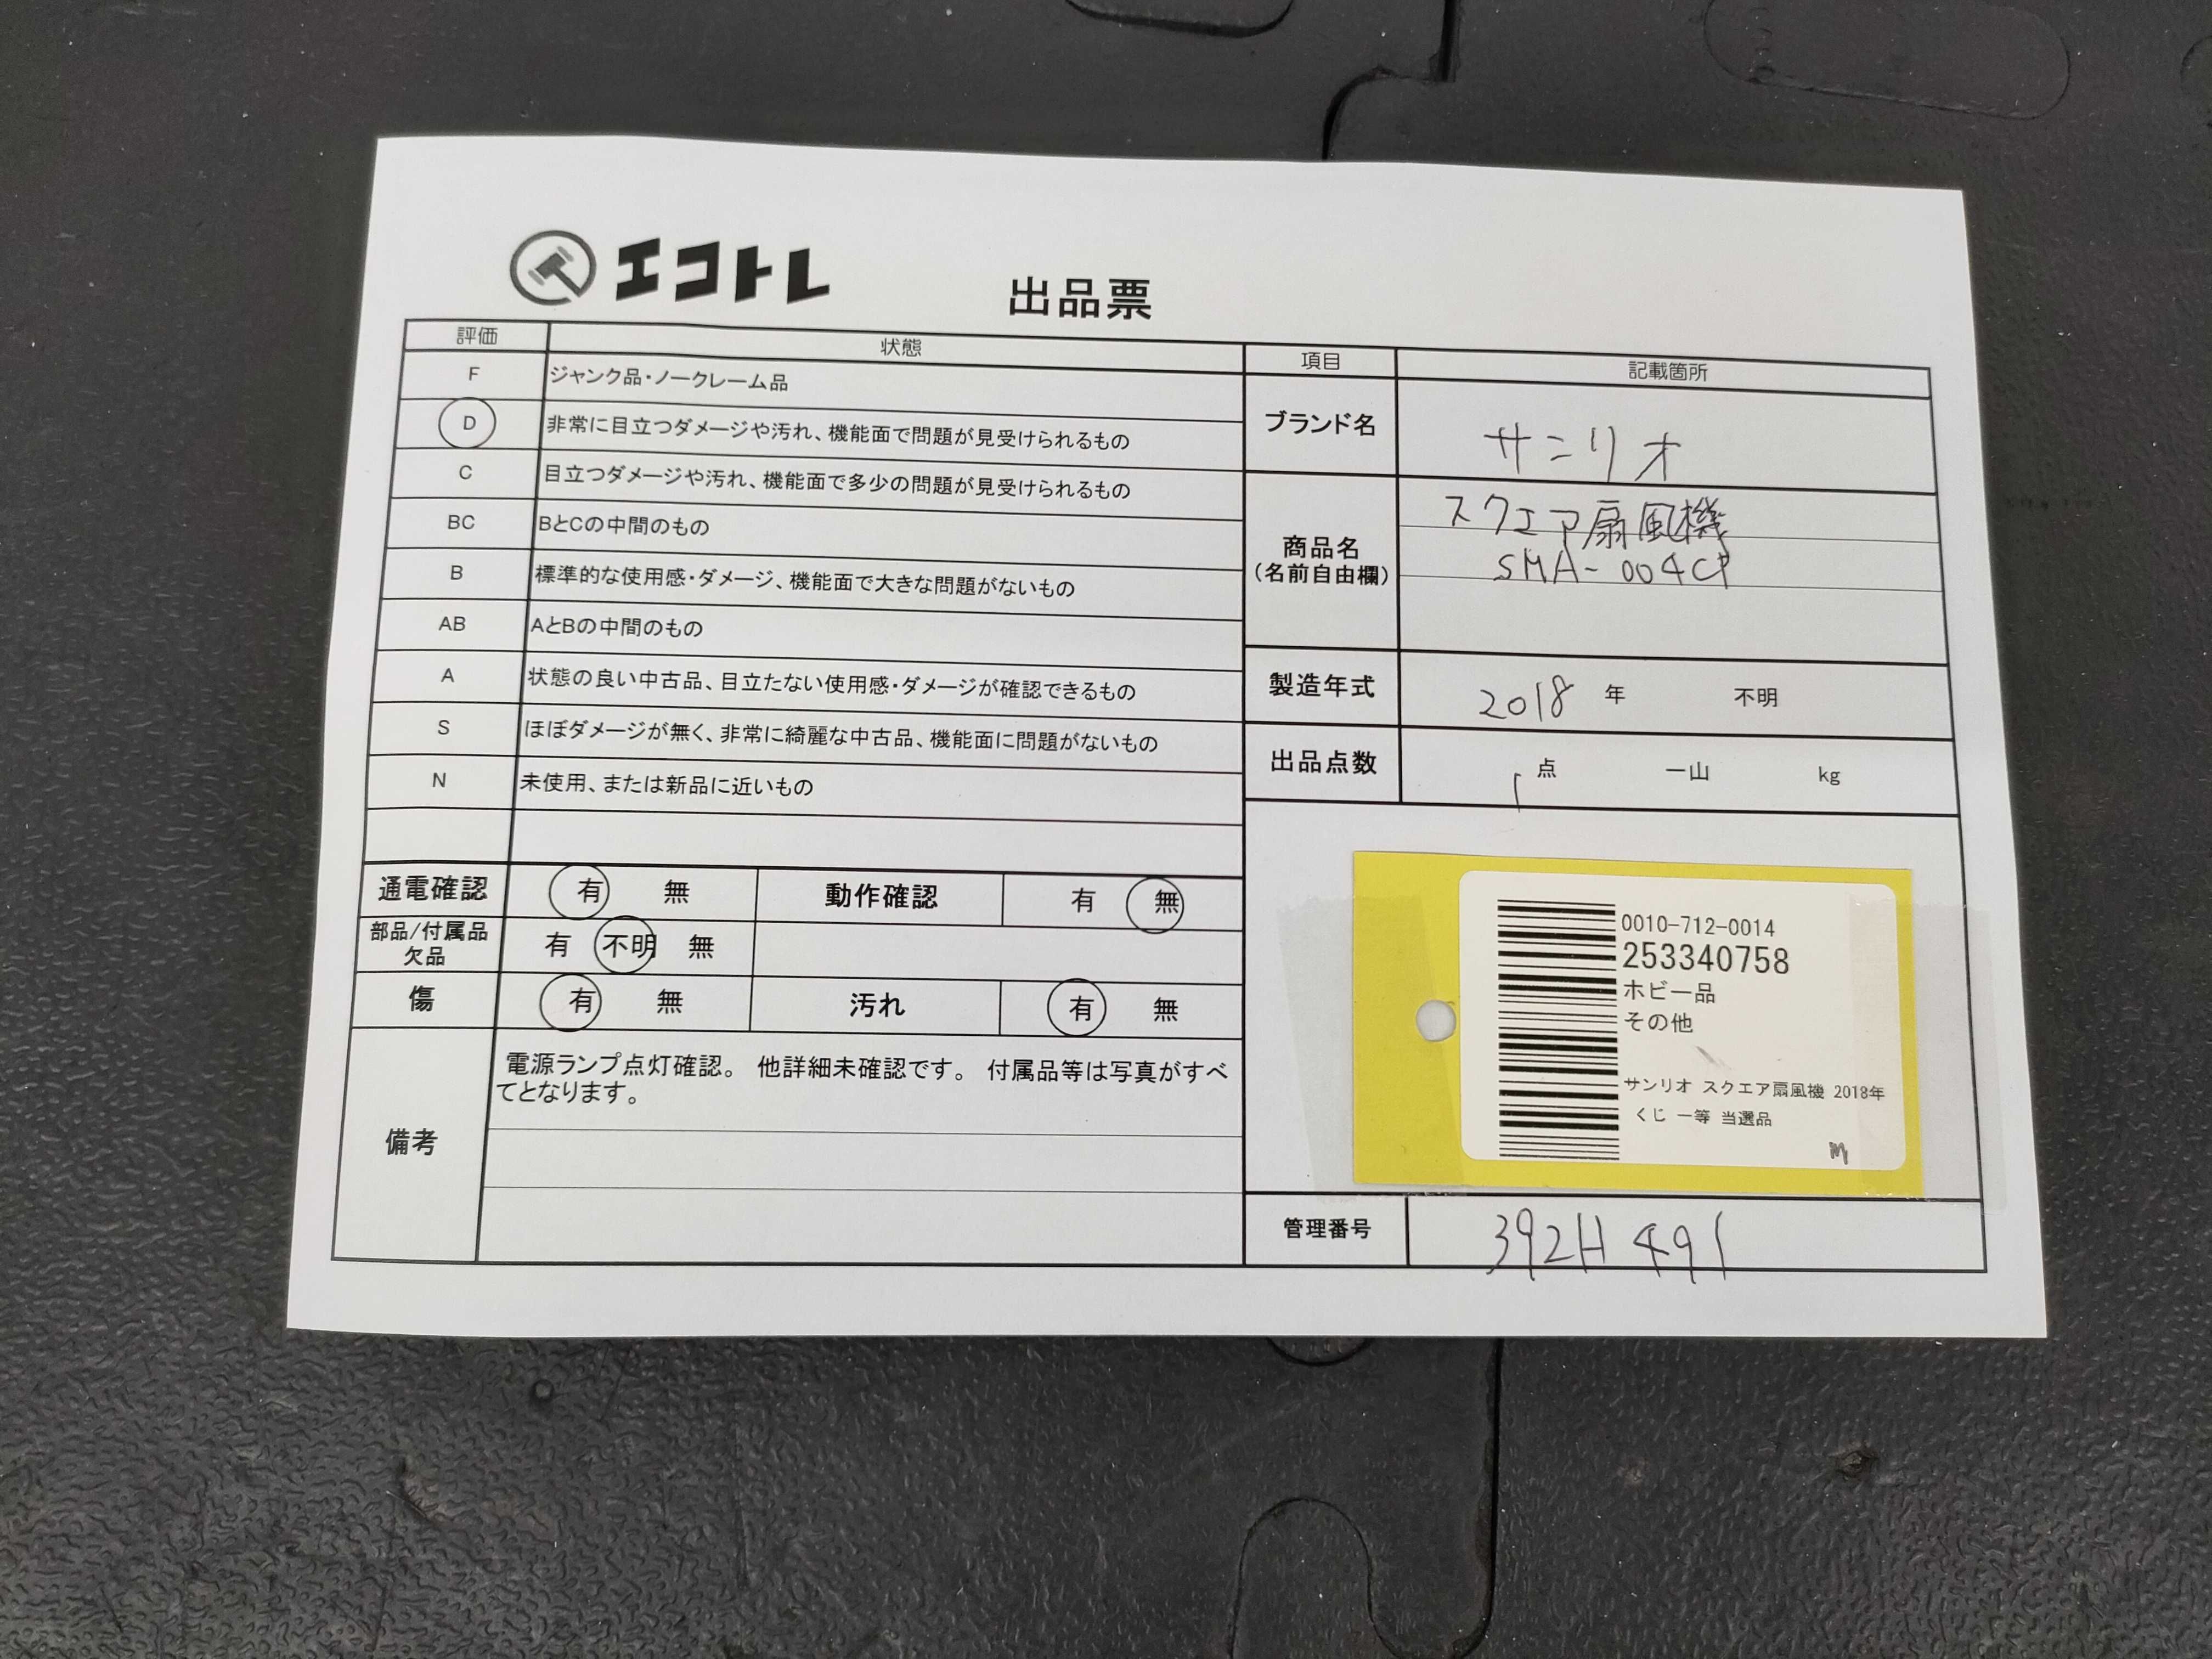 エコトレ
出品票
評価 状態
F ジャンク品・ノークレーム品
D 非常に目立つダメージや汚れ、機能面で問題が見受けられるもの
C 目立つダメージや汚れ、機能面で多少の問題が見受けられるもの
BC BとCの中間のもの
B 標準的な使用感・ダメージ、機能面で大きな問題がないもの
AB AとBの中間のもの
A 状態の良い中古品、目立たない使用感・ダメージが確認できるもの
S ほぼダメージが無く、非常に綺麗な中古品、機能面に問題がないもの
N 未使用、または新品に近いもの
通電確認 有 無 動作確認 有 無
部品/付属品
欠品
有 不明 無
傷 有 無 汚れ 有 無
備考
電源ランプ点灯確認。 他詳細未確認です。 付属品等は写真がすべ
てとなります。
項目 記載箇所
ブランド名 サンリオ
商品名
(名前自由欄)
スクエア扇風機
SMA-004CP
製造年式 2018 年 不明
出品点数 1 点 一山 kg
0010-712-0014
253340758
ホビー品
その他
サンリオ スクエア扇風機 2018年
くじ 一等 当選品
m
管理番号 392H 491